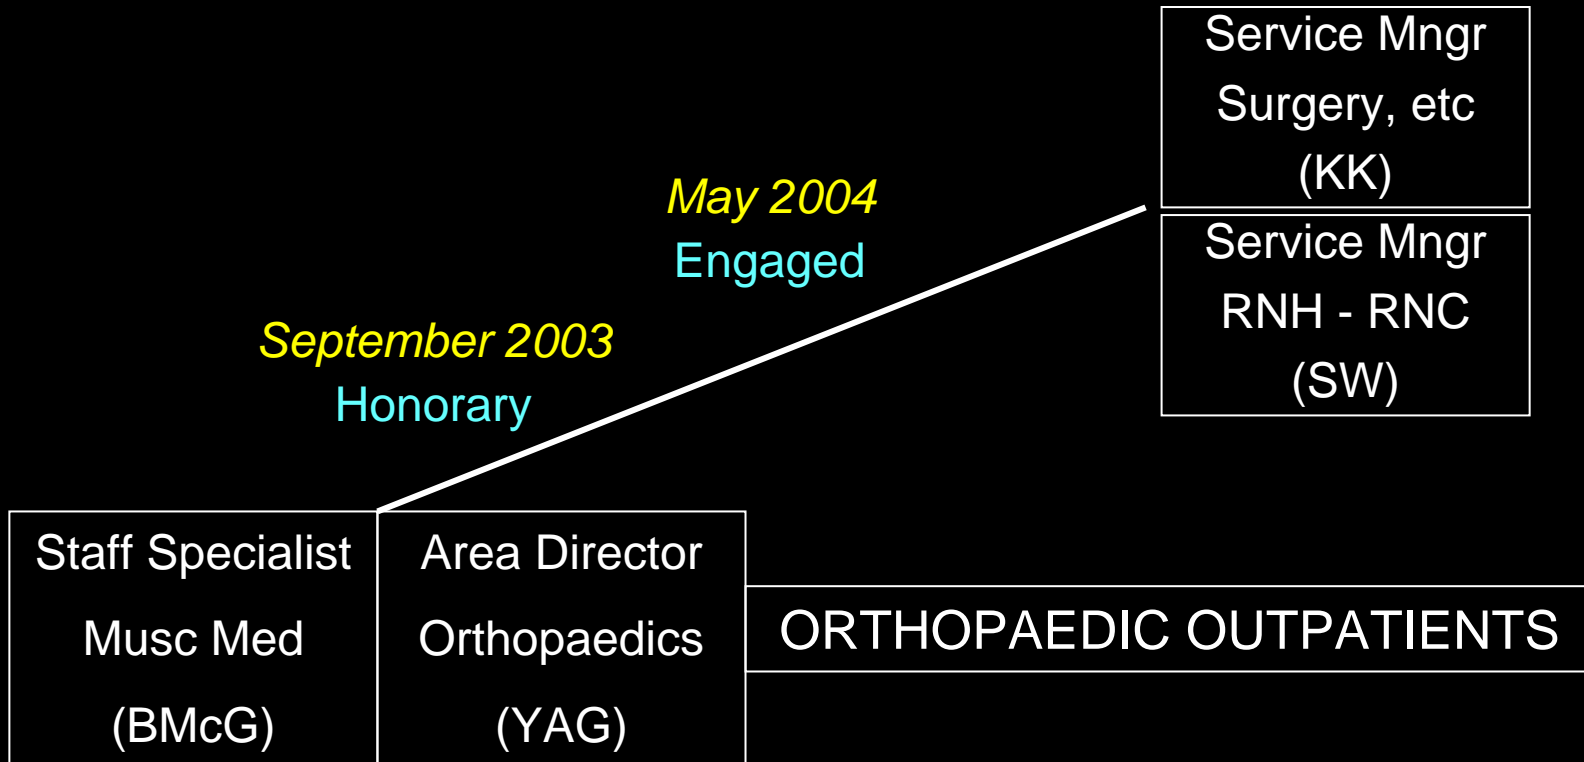 Service Mngr
Surgery, etc
(KK)
Service Mngr
RNH - RNC
(SW)
May 2004
Engaged
September 2003
Honorary
Staff Specialist
Musc Med
(BMcG)
Area Director
Orthopaedics
(YAG)
ORTHOPAEDIC OUTPATIENTS